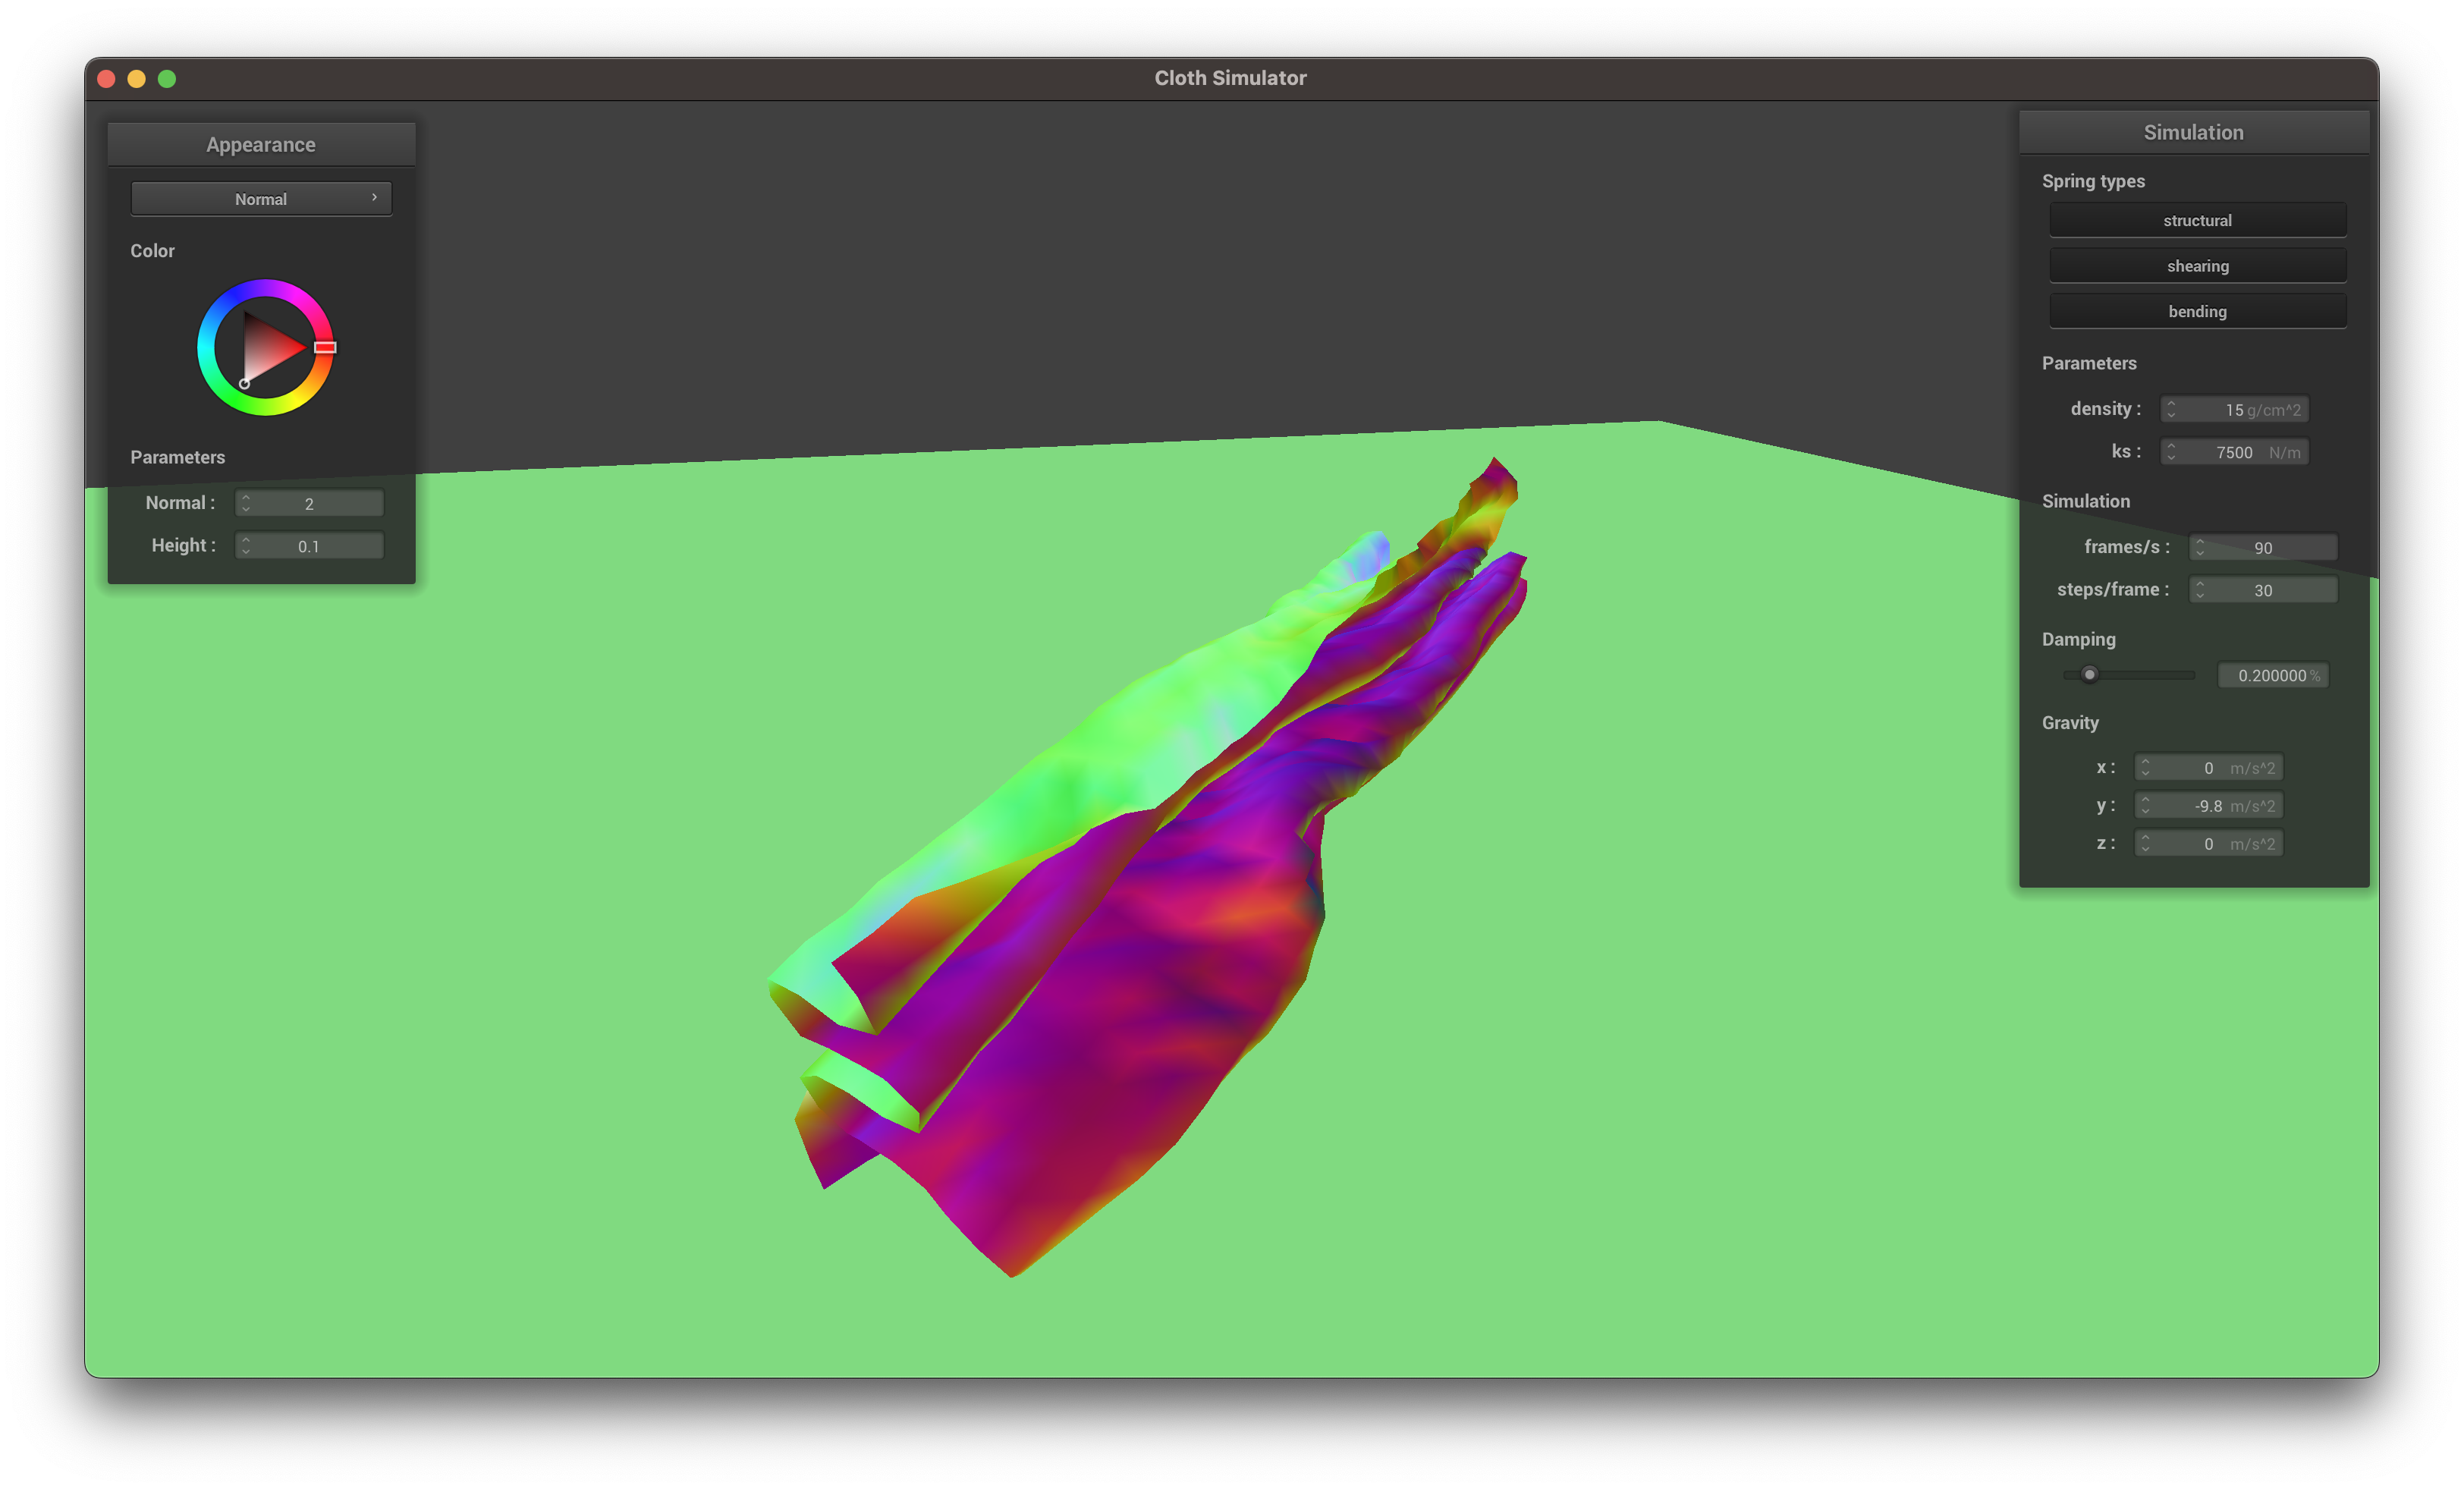 Cloth Simulator
Appearance
Normal
Color
Parameters
Normal : 2
Height : 0.1
Simulation
Spring types
structural
shearing
bending
Parameters
density : 15 g/cm^2
ks : 7500 N/m
Simulation
frames/s : 90
steps/frame : 30
Damping
0.200000 %
Gravity
x : 0 m/s^2
y : -9.8 m/s^2
z : 0 m/s^2